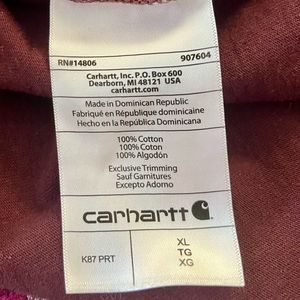 RN#14806 907604
Carhartt, Inc. P.O. Box 600
Dearborn, MI 48121 USA
carhartt.com
Made in Dominican Republic
Fabriqué en République dominicaine
Hecho en la República Dominicana
100% Cotton
100% Coton
100% Algodón
Exclusive Trimming
Sauf Garnitures
Excepto Adorno
carhartt
K87 PRT
XL
TG
XG